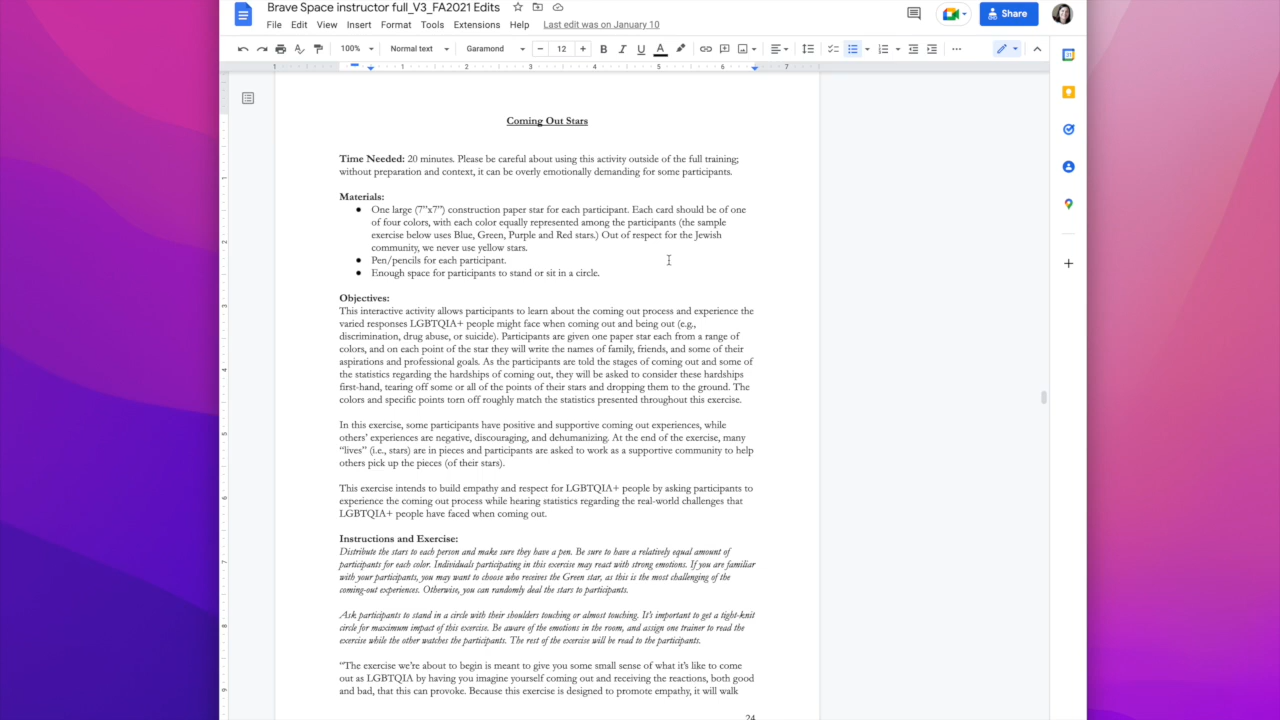 Brave Space instructor full_V3_FA2021 Edits
File Edit View Insert Format Tools Extensions Help Last edit was on January 10
Share
100% Normal text Garamond 12
1 1 2 3 4 5 6 7
Coming Out Stars
Time Needed: 20 minutes. Please be careful about using this activity outside of the full training;
without preparation and context, it can be overly emotionally demanding for some participants.
Materials:
● One large (7”x7”) construction paper star for each participant. Each card should be of one
of four colors, with each color equally represented among the participants (the sample
exercise below uses Blue, Green, Purple and Red stars.) Out of respect for the Jewish
community, we never use yellow stars.
● Pen/pencils for each participant.
● Enough space for participants to stand or sit in a circle.
Objectives:
This interactive activity allows participants to learn about the coming out process and experience the
varied responses LGBTQIA+ people might face when coming out and being out (e.g.,
discrimination, drug abuse, or suicide). Participants are given one paper star each from a range of
colors, and on each point of the star they will write the names of family, friends, and some of their
aspirations and professional goals. As the participants are told the stages of coming out and some of
the statistics regarding the hardships of coming out, they will be asked to consider these hardships
first-hand, tearing off some or all of the points of their stars and dropping them to the ground. The
colors and specific points torn off roughly match the statistics presented throughout this exercise.
In this exercise, some participants have positive and supportive coming out experiences, while
others’ experiences are negative, discouraging, and dehumanizing. At the end of the exercise, many
“lives” (i.e., stars) are in pieces and participants are asked to work as a supportive community to help
others pick up the pieces (of their stars).
This exercise intends to build empathy and respect for LGBTQIA+ people by asking participants to
experience the coming out process while hearing statistics regarding the real-world challenges that
LGBTQIA+ people have faced when coming out.
Instructions and Exercise:
Distribute the stars to each person and make sure they have a pen. Be sure to have a relatively equal amount of
participants for each color. Individuals participating in this exercise may react with strong emotions. If you are familiar
with your participants, you may want to choose who receives the Green star, as this is the most challenging of the
coming-out experiences. Otherwise, you can randomly deal the stars to participants.
Ask participants to stand in a circle with their shoulders touching or almost touching. It’s important to get a tight-knit
circle for maximum impact of this exercise. Be aware of the emotions in the room, and assign one trainer to read the
exercise while the other watches the participants. The rest of the exercise will be read to the participants.
“The exercise we’re about to begin is meant to give you some small sense of what it’s like to come
out as LGBTQIA by having you imagine yourself coming out and receiving the reactions, both good
and bad, that this can provoke. Because this exercise is designed to promote empathy, it will walk
24